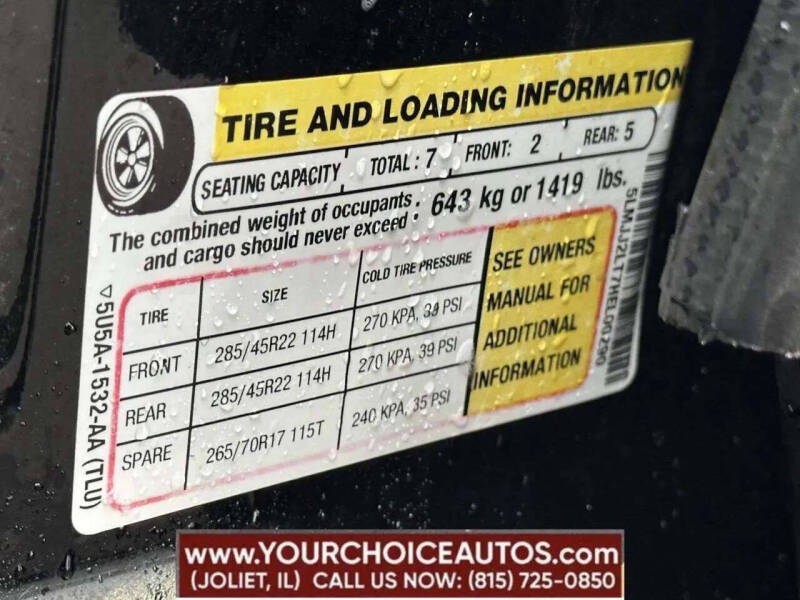 TIRE AND LOADING INFORMATION
SEATING CAPACITY TOTAL : 7 FRONT: 2 REAR: 5
The combined weight of occupants
and cargo should never exceed : 643 kg or 1419 lbs.
TIRE SIZE COLD TIRE PRESSURE
FRONT 285/45R22 114H 270 KPA, 39 PSI
REAR 285/45R22 114H 270 KPA, 39 PSI
SPARE 265/70R17 115T 240 KPA, 35 PSI
SEE OWNERS
MANUAL FOR
ADDITIONAL
INFORMATION
5U5A-1532-AA (TLU)
www.YOURCHOICEAUTOS.com
(JOLIET, IL) CALL US NOW: (815) 725-0850